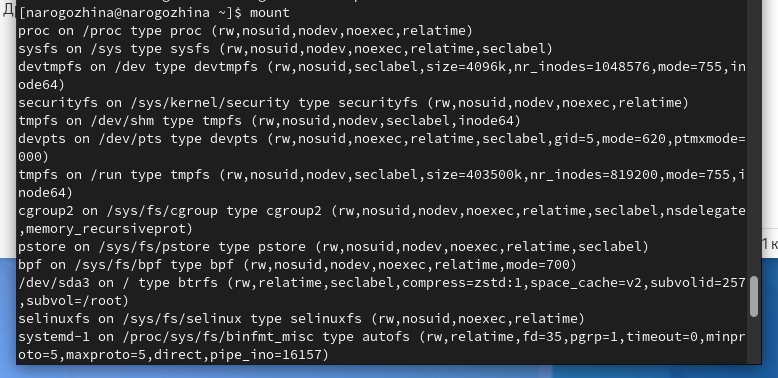 Д
[narogozhina@narogozhina ~]$ mount
proc on /proc type proc (rw,nosuid,nodev,noexec,relatime)
sysfs on /sys type sysfs (rw,nosuid,nodev,noexec,relatime,seclabel)
devtmpfs on /dev type devtmpfs (rw,nosuid,seclabel,size=4096k,nr_inodes=1048576,mode=755,in
ode64)
securityfs on /sys/kernel/security type securityfs (rw,nosuid,nodev,noexec,relatime)
tmpfs on /dev/shm type tmpfs (rw,nosuid,nodev,seclabel,inode64)
devpts on /dev/pts type devpts (rw,nosuid,noexec,relatime,seclabel,gid=5,mode=620,ptmxmode=
000)
tmpfs on /run type tmpfs (rw,nosuid,nodev,seclabel,size=403500k,nr_inodes=819200,mode=755,i
node64)
cgroup2 on /sys/fs/cgroup type cgroup2 (rw,nosuid,nodev,noexec,relatime,seclabel,nsdelegate
,memory_recursiveprot)
pstore on /sys/fs/pstore type pstore (rw,nosuid,nodev,noexec,relatime,seclabel)
1 к
bpf on /sys/fs/bpf type bpf (rw,nosuid,nodev,noexec,relatime,mode=700)
/dev/sda3 on / type btrfs (rw,relatime,seclabel,compress=zstd:1,space_cache=v2,subvolid=257
,subvol=/root)
selinuxfs on /sys/fs/selinux type selinuxfs (rw,nosuid,noexec,relatime)
systemd-1 on /proc/sys/fs/binfmt_misc type autofs (rw,relatime,fd=35,pgrp=1,timeout=0,minpr
oto=5,maxproto=5,direct,pipe_ino=16157)